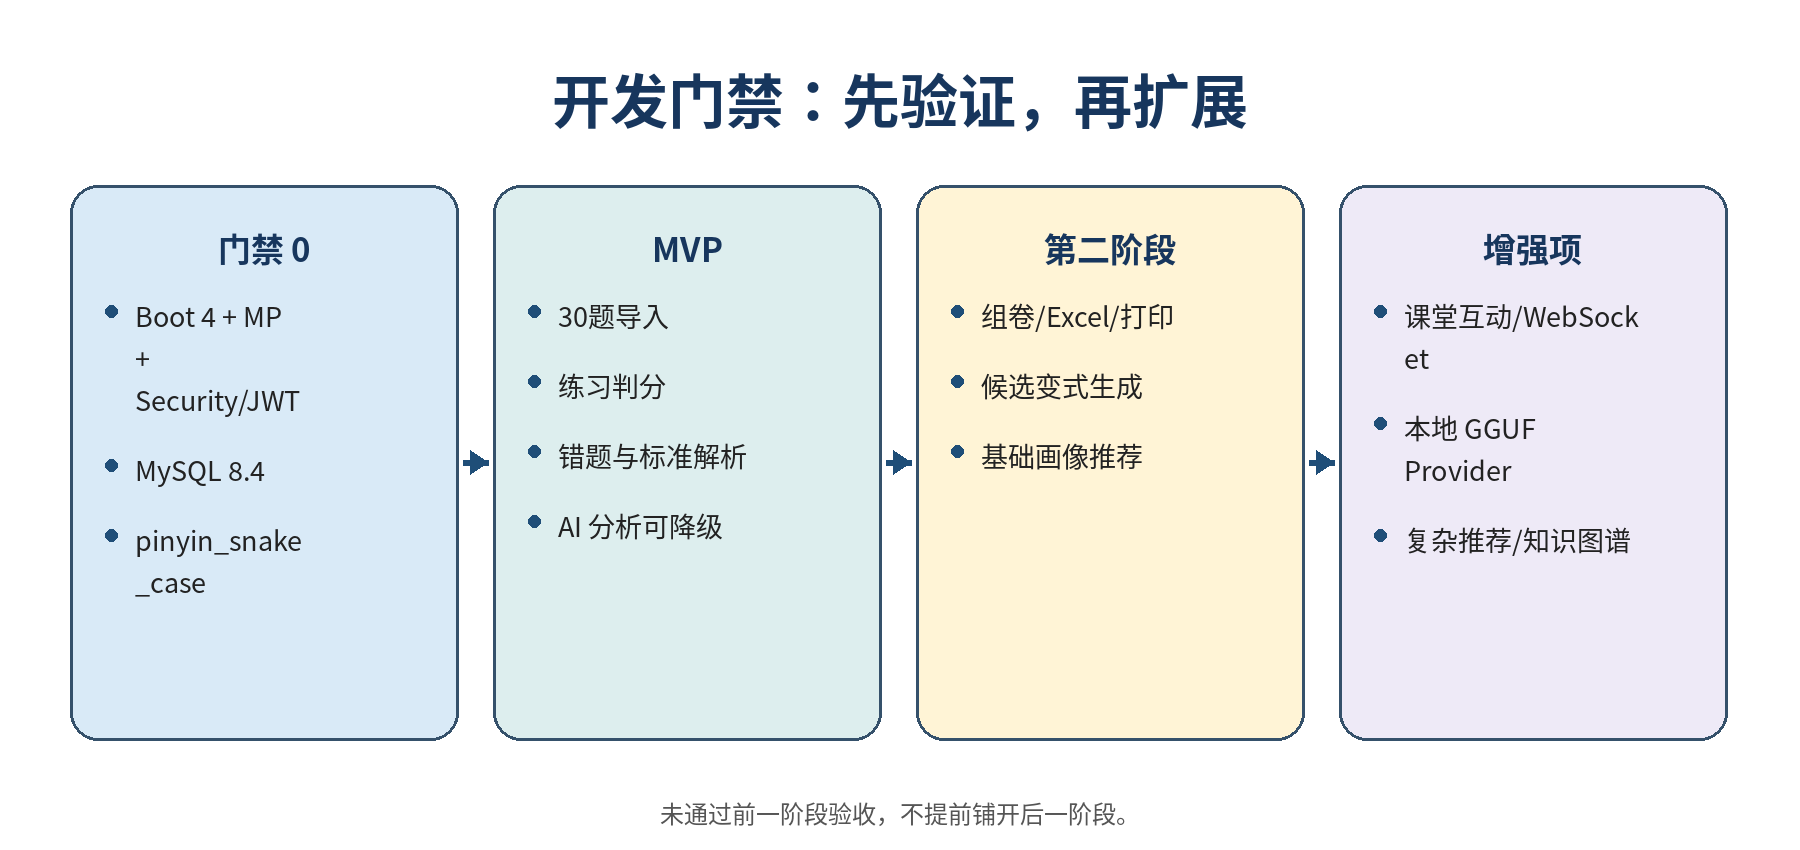 开发门禁：先验证，再扩展
门禁 0
Boot 4 + MP
+
Security/JWT
MySQL 8.4
pinyin_snake
_case
MVP
30题导入
练习判分
错题与标准解析
AI 分析可降级
第二阶段
组卷/Excel/打印
候选变式生成
基础画像推荐
增强项
课堂互动/WebSock
et
本地 GGUF
Provider
复杂推荐/知识图谱
未通过前一阶段验收，不提前铺开后一阶段。